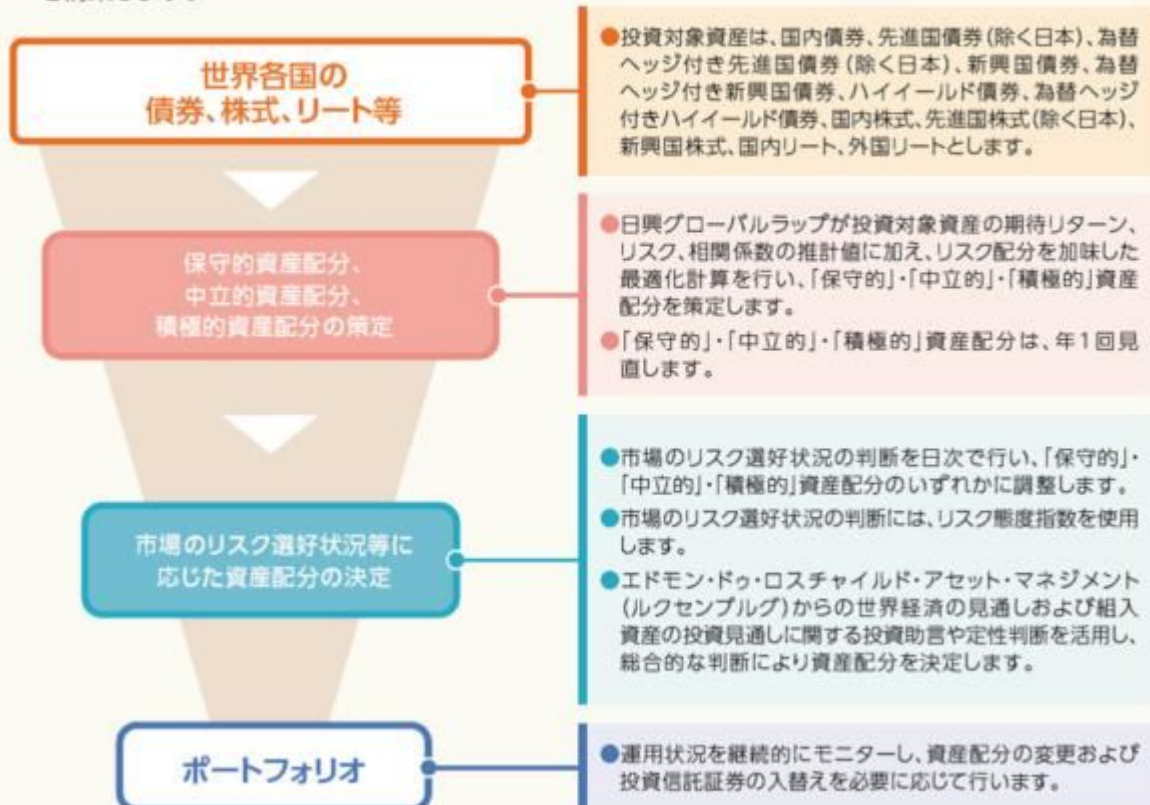 世界各国の
債券、株式、リート等
●投資対象資産は、国内債券、先進国債券(除く日本)、為替
ヘッジ付き先進国債券(除く日本)、新興国債券、為替
ヘッジ付き新興国債券、ハイイールド債券、為替ヘッジ
付きハイイールド債券、国内株式、先進国株式(除く日本)、
新興国株式、国内リート、外国リートとします。
保守的資産配分、
中立的資産配分、
積極的資産配分の策定
●日興グローバルラップが投資対象資産の期待リターン、
リスク、相関係数の推計値に加え、リスク配分を加味した
最適化計算を行い、「保守的」・「中立的」・「積極的」資産
配分を策定します。
●「保守的」・「中立的」・「積極的」資産配分は、年1回見
直します。
市場のリスク選好状況等に
応じた資産配分の決定
●市場のリスク選好状況の判断を日次で行い、「保守的」・
「中立的」・「積極的」資産配分のいずれかに調整します。
●市場のリスク選好状況の判断には、リスク態度指数を使用
します。
●エドモン・ドゥ・ロスチャイルド・アセット・マネジメント
(ルクセンブルグ)からの世界経済の見通しおよび組入
資産の投資見通しに関する投資助言や定性判断を活用し、
総合的な判断により資産配分を決定します。
ポートフォリオ
●運用状況を継続的にモニターし、資産配分の変更および
投資信託証券の入替えを必要に応じて行います。